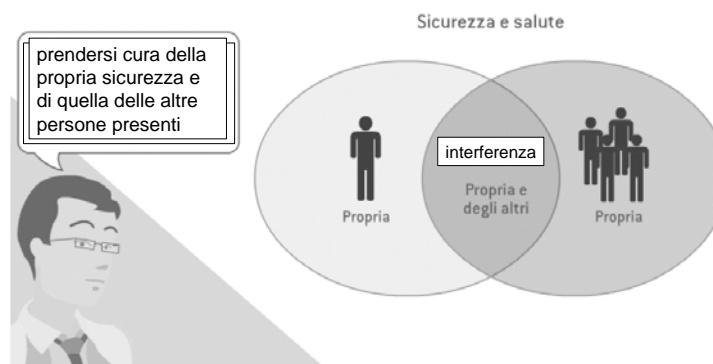 Sicurezza e salute
prendersi cura della
propria sicurezza e
di quella delle altre
persone presenti
interferenza
Propria e
degli altri
Propria
Propria